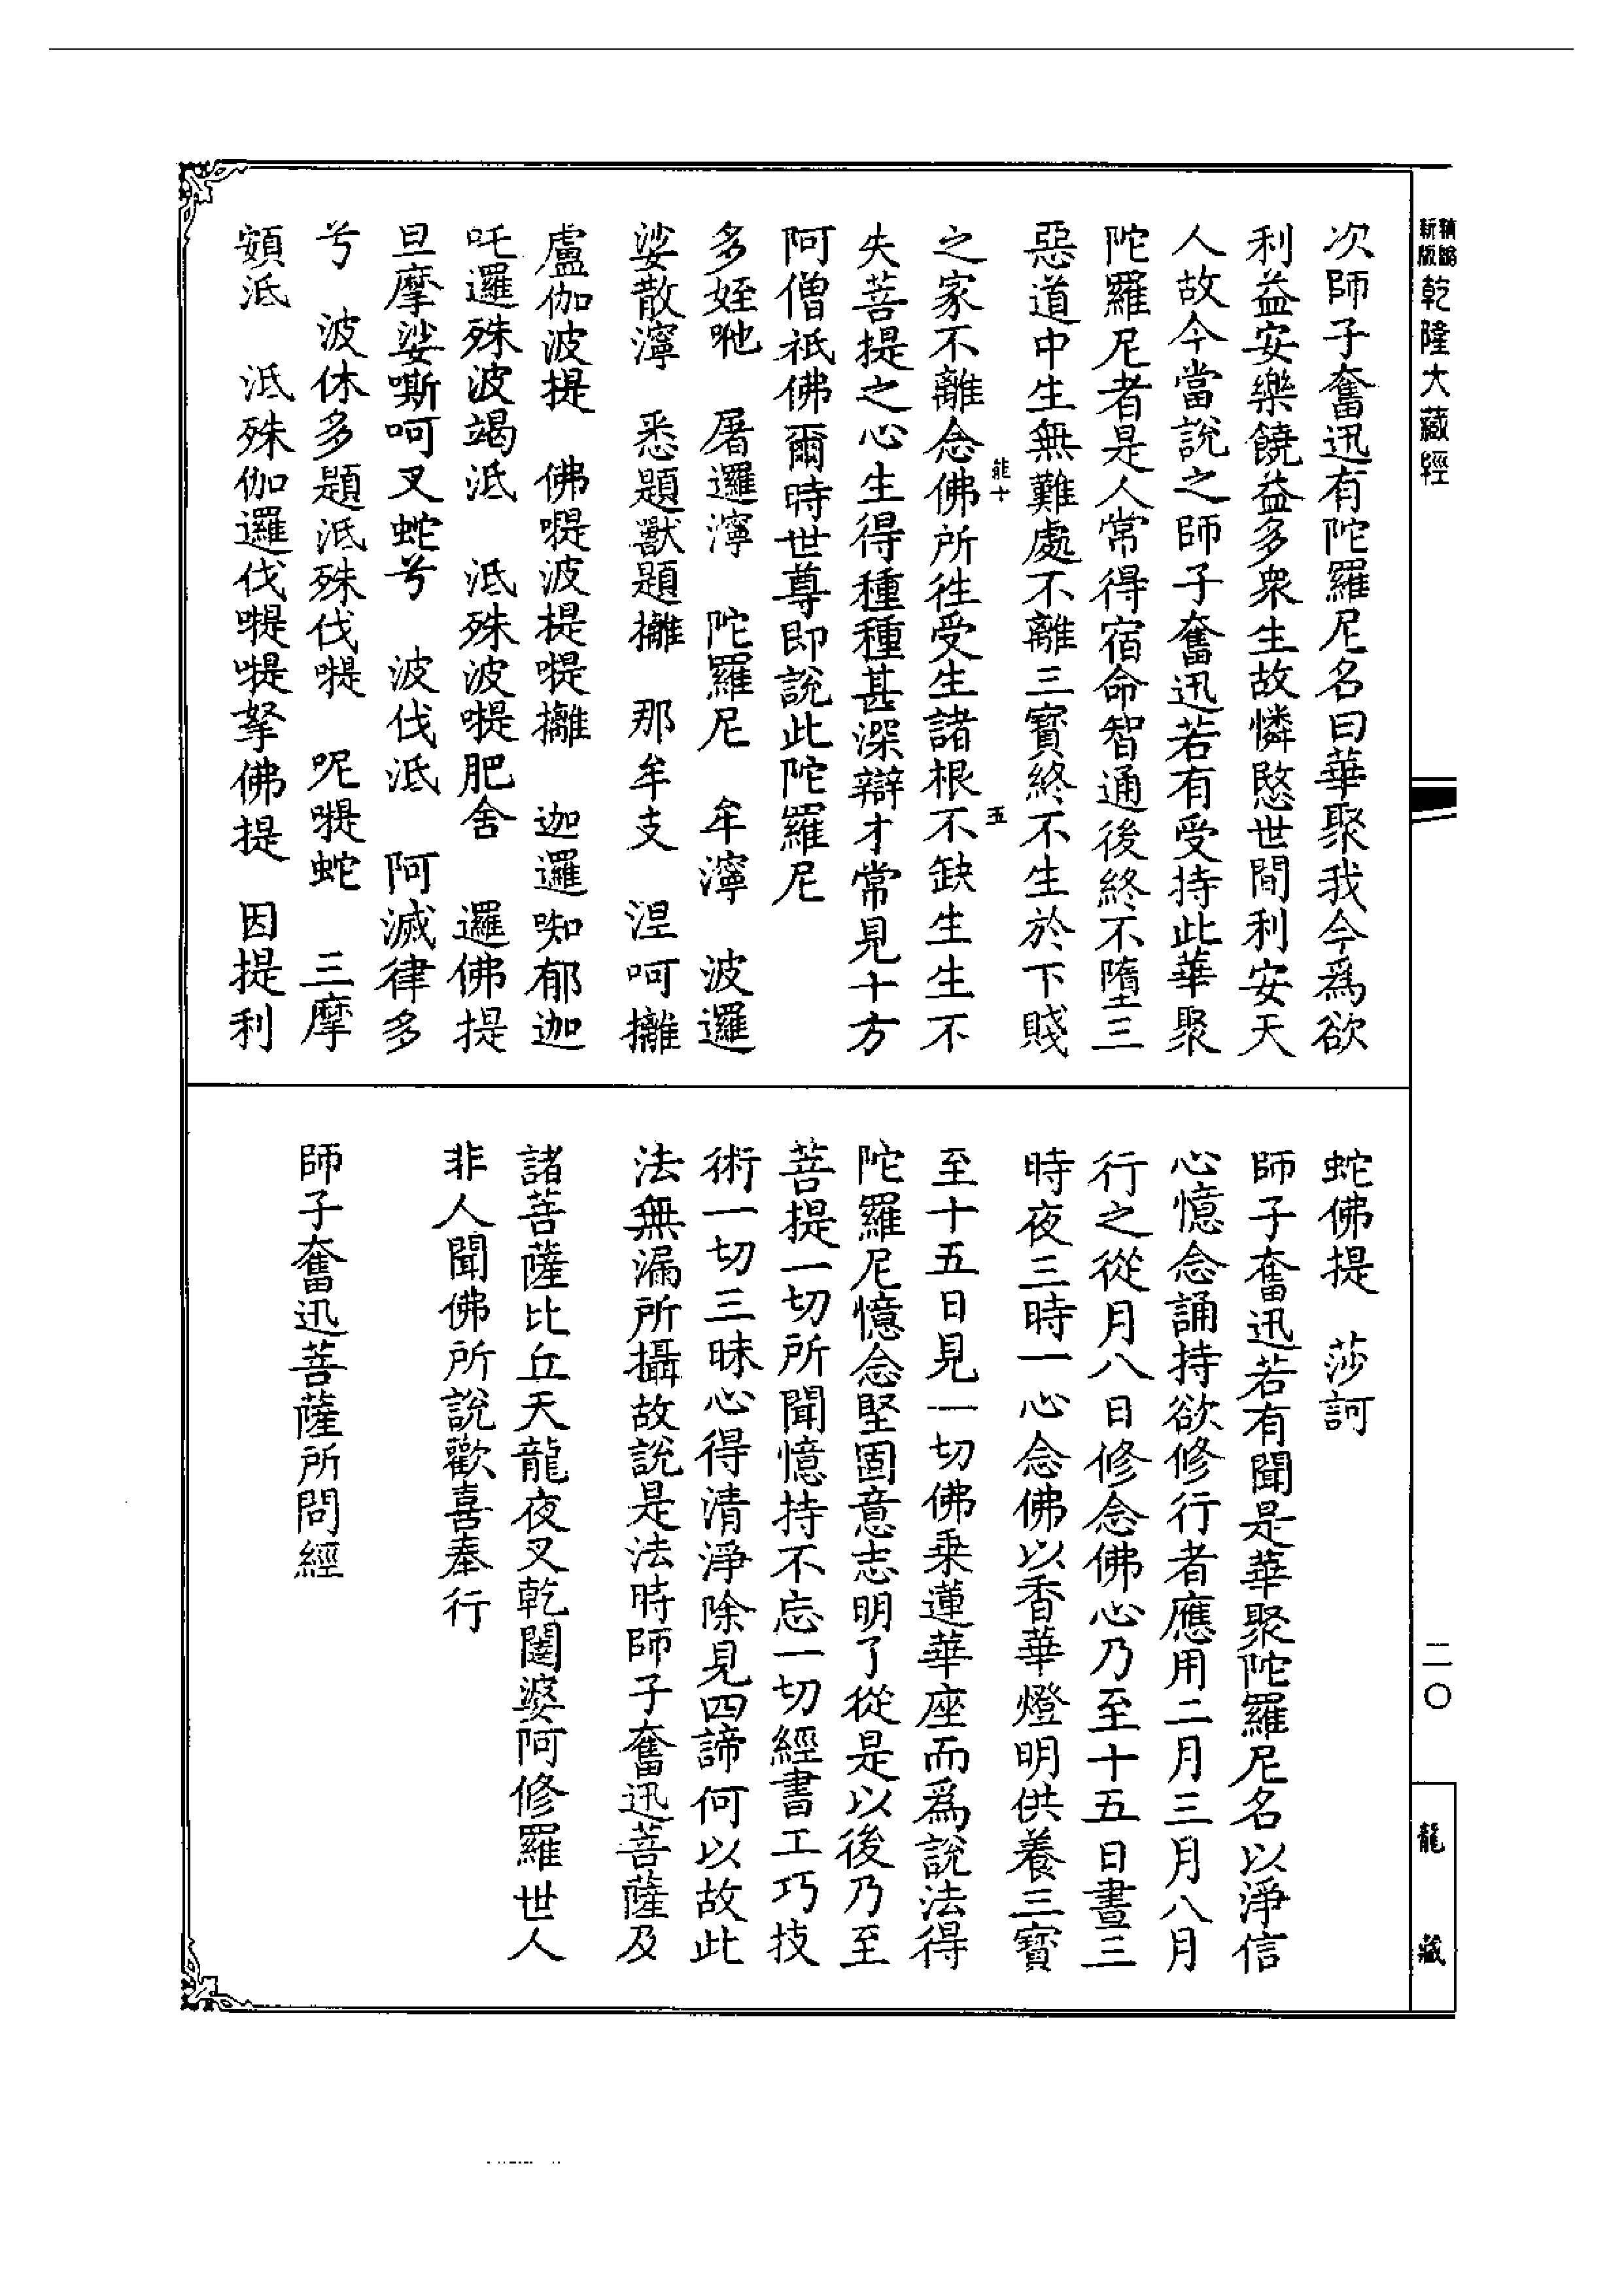 新版
精編
乾隆大藏經
二〇
龍藏
次師子奮迅有陀羅尼名曰華聚我今爲欲
利益安樂饒益多衆生故憐愍世間利安天
人故今當說之師子奮迅若有受持此華聚
陀羅尼者是人常得宿命智通後終不墮三
惡道中生無難處不離三寶終不生於下賤
能十
五
之家不離念佛所徃受生諸根不缺生生不
失菩提之心生得種種甚深辯才常見十方
阿僧祇佛爾時世尊即說此陀羅尼
多姪咃 屠邏濘 陀羅尼 牟濘 波邏
娑散濘 悉題獸題攡 那牟支 涅呵攡
盧伽波提 佛㖷波提㖷攡 迦邏㗌郁迦
吒邏殊波竭泜 泜殊波㖷肥舍 邏佛提
旦摩娑嘶呵叉蛇兮 波伐泜 阿滅律多
兮 波休多題泜殊伐㖷 呪㖷蛇 三摩
頞泜 泜殊伽邏伐㖷㖷拏佛提 因提利
蛇佛提 莎訶
師子奮迅若有聞是華聚陀羅尼名以淨信
心憶念誦持欲修行者應用二月三月八月
行之從月八日修念佛心乃至十五日晝三
時夜三時一心念佛以香華燈明供養三寶
至十五日見一切佛乗蓮華座而爲說法得
陀羅尼憶念堅固意志明了從是以後乃至
菩提一切所聞憶持不忘一切經書工巧技
術一切三昧心得清淨除見四諦何以故此
法無漏所攝故說是法時師子奮迅菩薩及
諸菩薩比丘天龍夜叉乾闥婆阿修羅世人
非人聞佛所說歡喜奉行
師子奮迅菩薩所問經